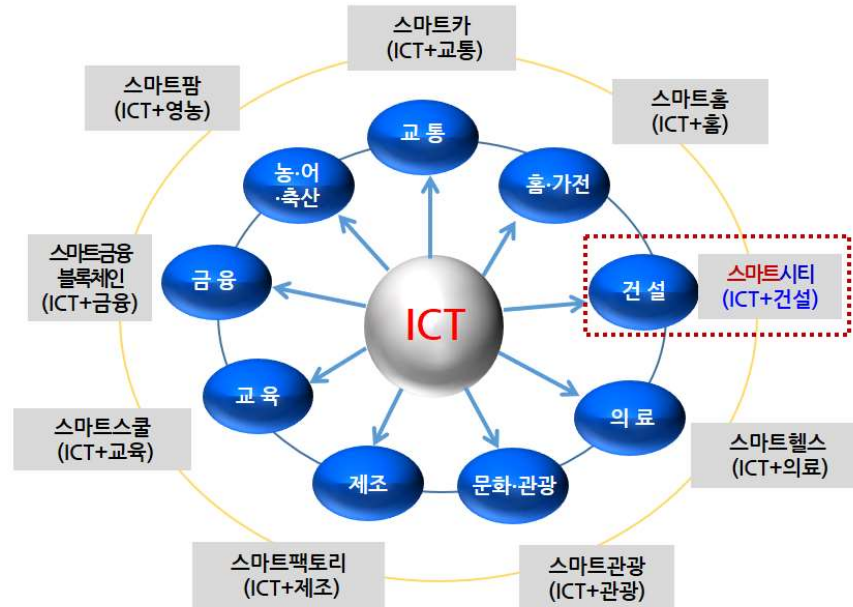 스마트카
(ICT+교통)
스마트팜
(ICT+영농)
스마트홈
(ICT+홈)
교 통
농·어
·축산
홈·가전
스마트금융
블록체인
(ICT+금융)
금 융
건 설
스마트시티
(ICT+건설)
ICT
교 육
의 료
스마트스쿨
(ICT+교육)
스마트헬스
(ICT+의료)
제조
문화·관광
스마트팩토리
(ICT+제조)
스마트관광
(ICT+관광)